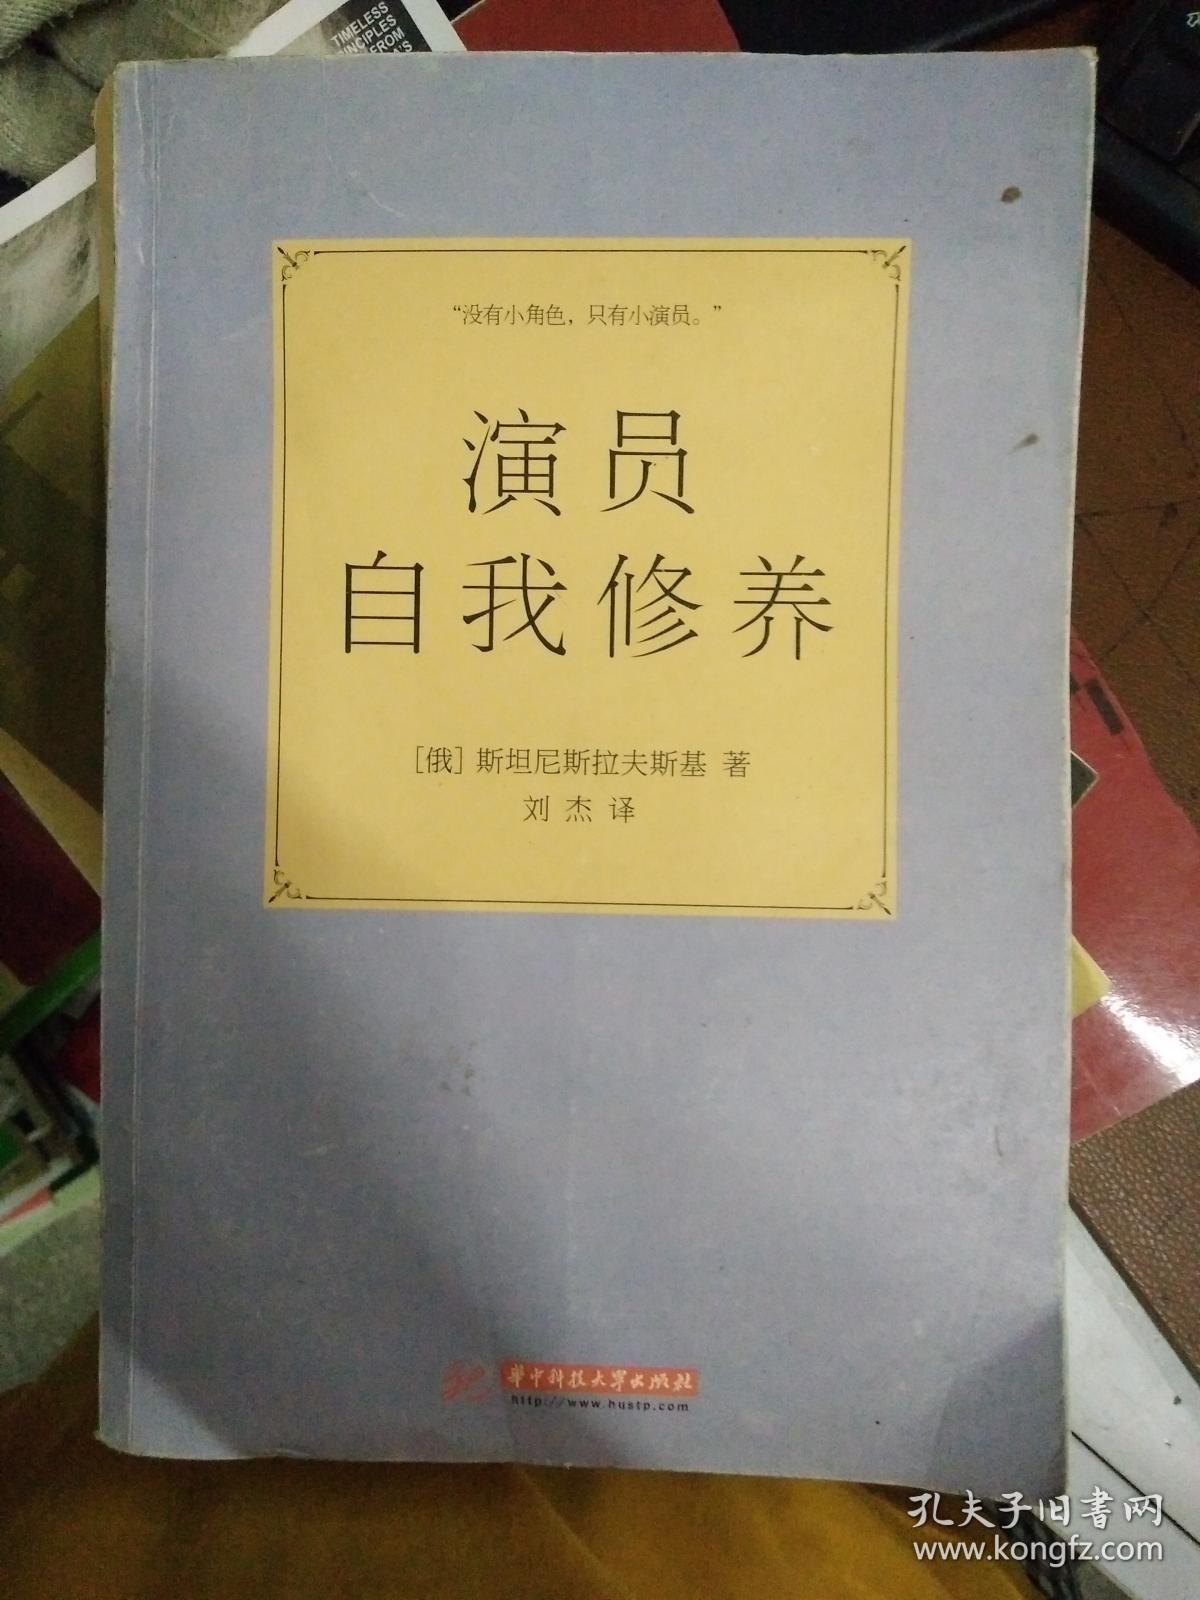 TIMELESS
FROM
“没有小角色，只有小演员。”
演员
自我修养
［俄］斯坦尼斯拉夫斯基 著
刘杰 译
华中科技大学出版社
http://www.hustp.com
孔夫子旧書网
www.kongfz.com